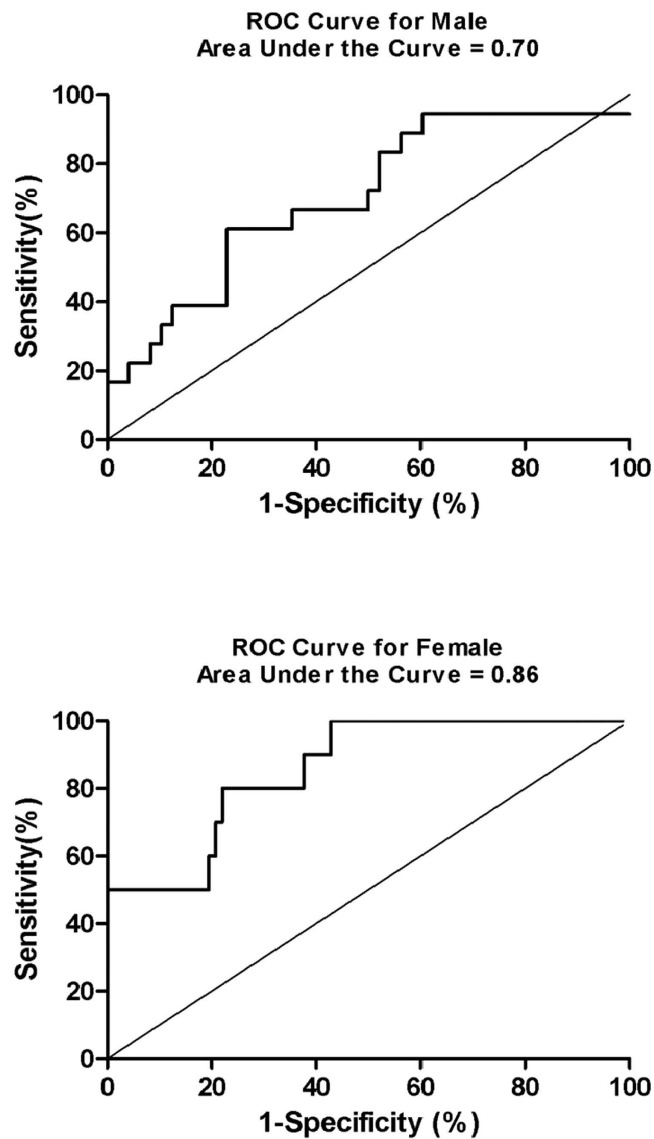 ROC Curve for Male
Area Under the Curve = 0.70
100
80
60
40
20
0
Sensitivity(%)
0 20 40 60 80 100
1-Specificity (%)
ROC Curve for Female
Area Under the Curve = 0.86
100
80
60
40
20
0
Sensitivity(%)
0 20 40 60 80 100
1-Specificity (%)